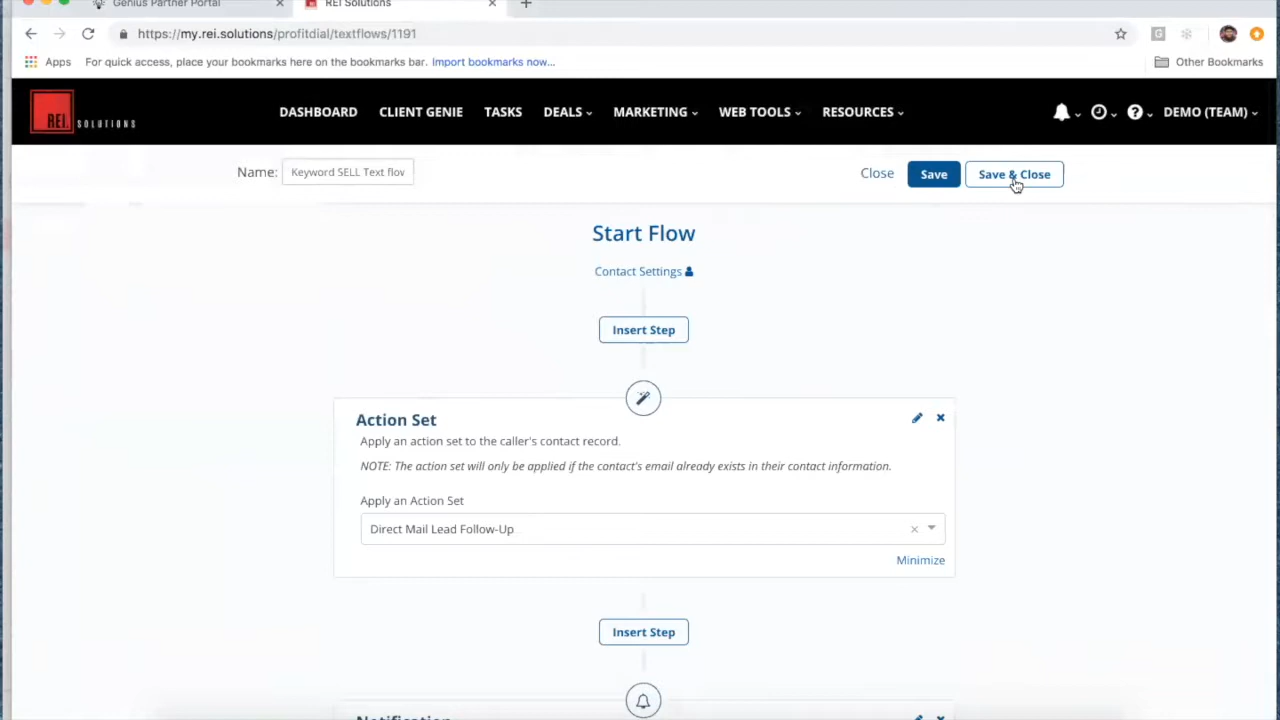 Genius Partner Portal
REI Solutions
https://my.rei.solutions/profitdial/textflows/1191
Apps For quick access, place your bookmarks here on the bookmarks bar. Import bookmarks now... Other Bookmarks
REI SOLUTIONS DASHBOARD CLIENT GENIE TASKS DEALS MARKETING WEB TOOLS RESOURCES DEMO (TEAM)
Name: Keyword SELL Text flov Close Save Save & Close
Start Flow
Contact Settings
Insert Step
Action Set
Apply an action set to the caller's contact record.
NOTE: The action set will only be applied if the contact's email already exists in their contact information.
Apply an Action Set
Direct Mail Lead Follow-Up
Minimize
Insert Step
Notification